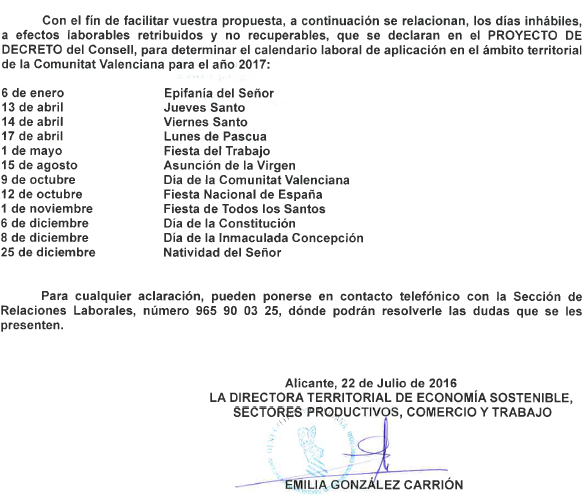 Con el fín de facilitar vuestra propuesta, a continuación se relacionan, los días inhábiles,
a efectos laborables retribuidos y no recuperables, que se declaran en el PROYECTO DE
DECRETO del Consell, para determinar el calendario laboral de aplicación en el ámbito territorial
de la Comunitat Valenciana para el año 2017:
6 de enero Epifanía del Señor
13 de abril Jueves Santo
14 de abril Viernes Santo
17 de abril Lunes de Pascua
1 de mayo Fiesta del Trabajo
15 de agosto Asunción de la Virgen
9 de octubre Día de la Comunitat Valenciana
12 de octubre Fiesta Nacional de España
1 de noviembre Fiesta de Todos los Santos
6 de diciembre Día de la Constitución
8 de diciembre Día de la Inmaculada Concepción
25 de diciembre Natividad del Señor
Para cualquier aclaración, pueden ponerse en contacto telefónico con la Sección de
Relaciones Laborales, número 965 90 03 25, dónde podrán resolverle las dudas que se les
presenten.
Alicante, 22 de Julio de 2016
LA DIRECTORA TERRITORIAL DE ECONOMÍA SOSTENIBLE,
SECTORES PRODUCTIVOS, COMERCIO Y TRABAJO
EMILIA GONZÁLEZ CARRIÓN